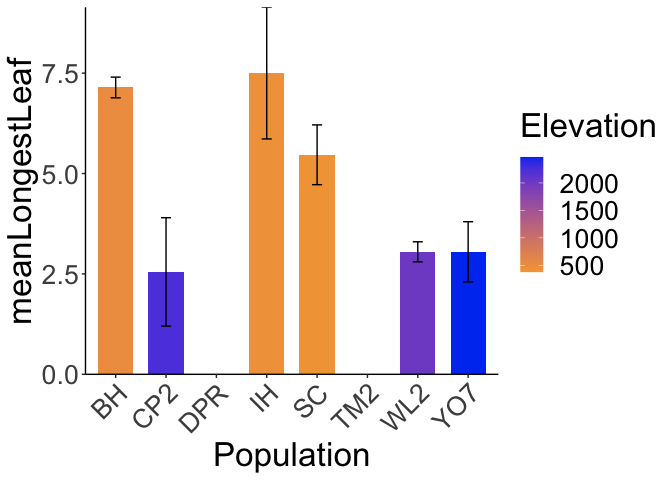 meanLongestLeaf
7.5
5.0
2.5
0.0
BH
CP2
DPR
IH
SC
TM2
WL2
YO7
Population
Elevation
2000
1500
1000
500